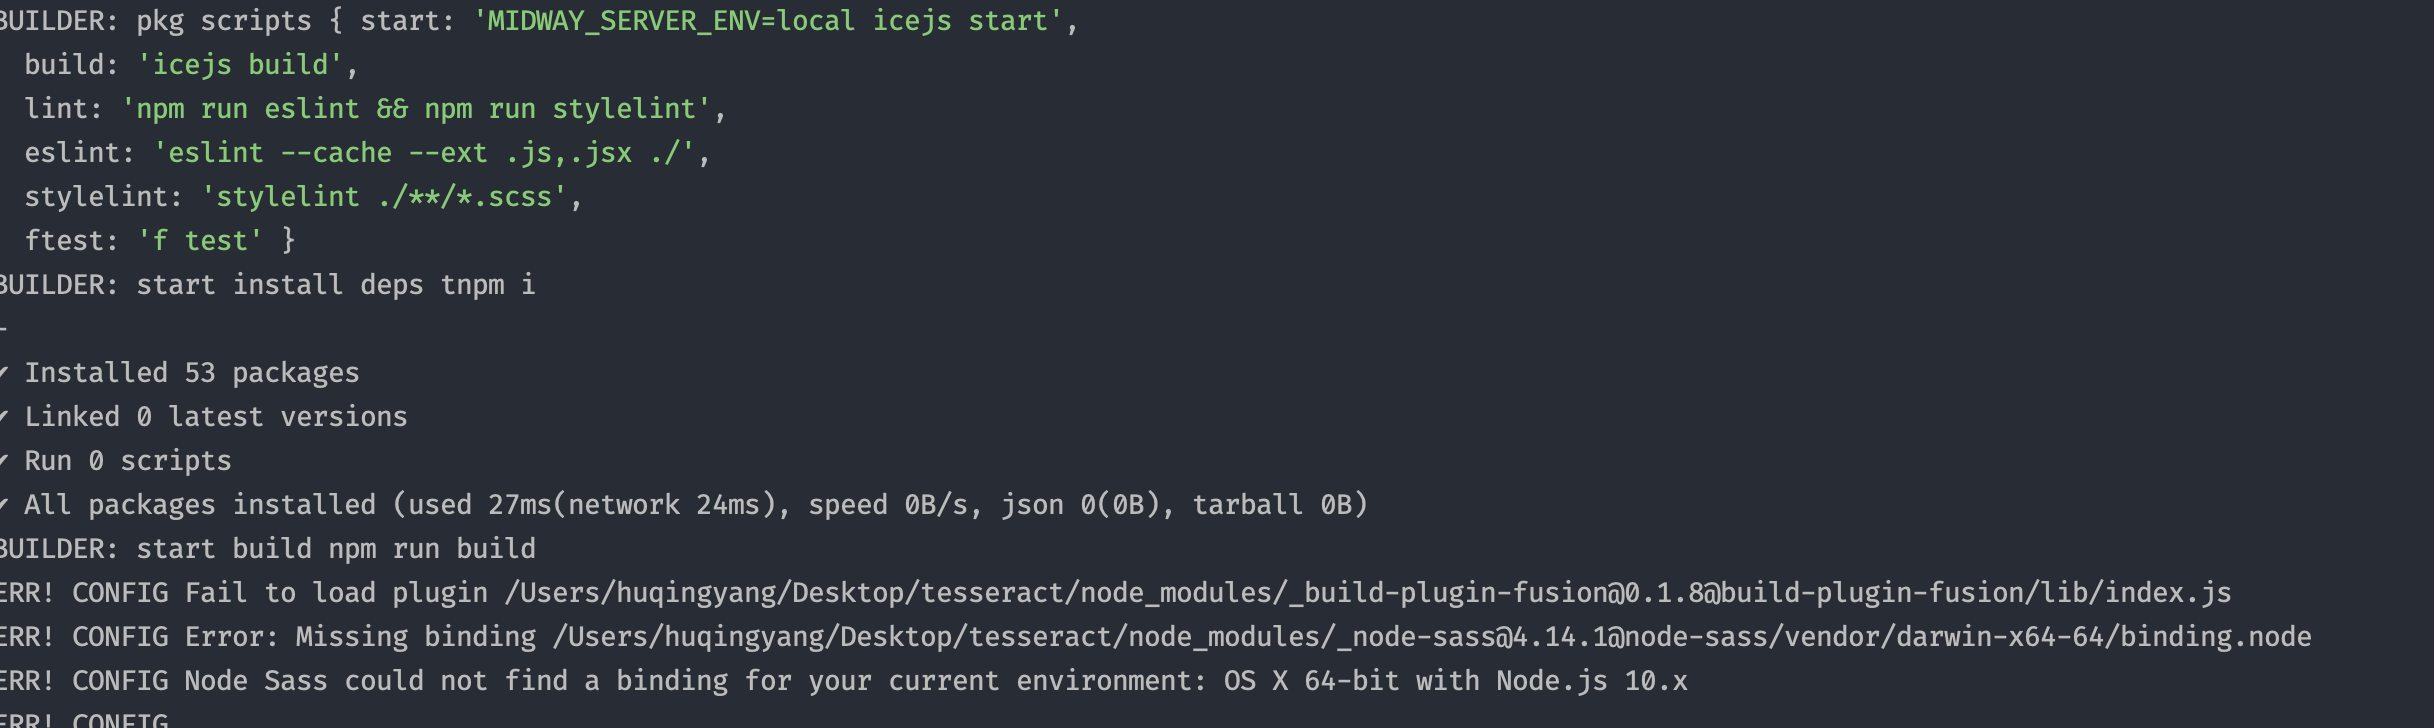 BUILDER: pkg scripts { start: 'MIDWAY_SERVER_ENV=local icejs start',
  build: 'icejs build',
  lint: 'npm run eslint && npm run stylelint',
  eslint: 'eslint --cache --ext .js,.jsx ./',
  stylelint: 'stylelint ./**/*.scss',
  ftest: 'f test' }
BUILDER: start install deps tnpm i
-
✔ Installed 53 packages
✔ Linked 0 latest versions
✔ Run 0 scripts
✔ All packages installed (used 27ms(network 24ms), speed 0B/s, json 0(0B), tarball 0B)
BUILDER: start build npm run build
ERR! CONFIG Fail to load plugin /Users/huqingyang/Desktop/tesseract/node_modules/_build-plugin-fusion@0.1.8@build-plugin-fusion/lib/index.js
ERR! CONFIG Error: Missing binding /Users/huqingyang/Desktop/tesseract/node_modules/_node-sass@4.14.1@node-sass/vendor/darwin-x64-64/binding.node
ERR! CONFIG Node Sass could not find a binding for your current environment: OS X 64-bit with Node.js 10.x
ERR! CONFIG